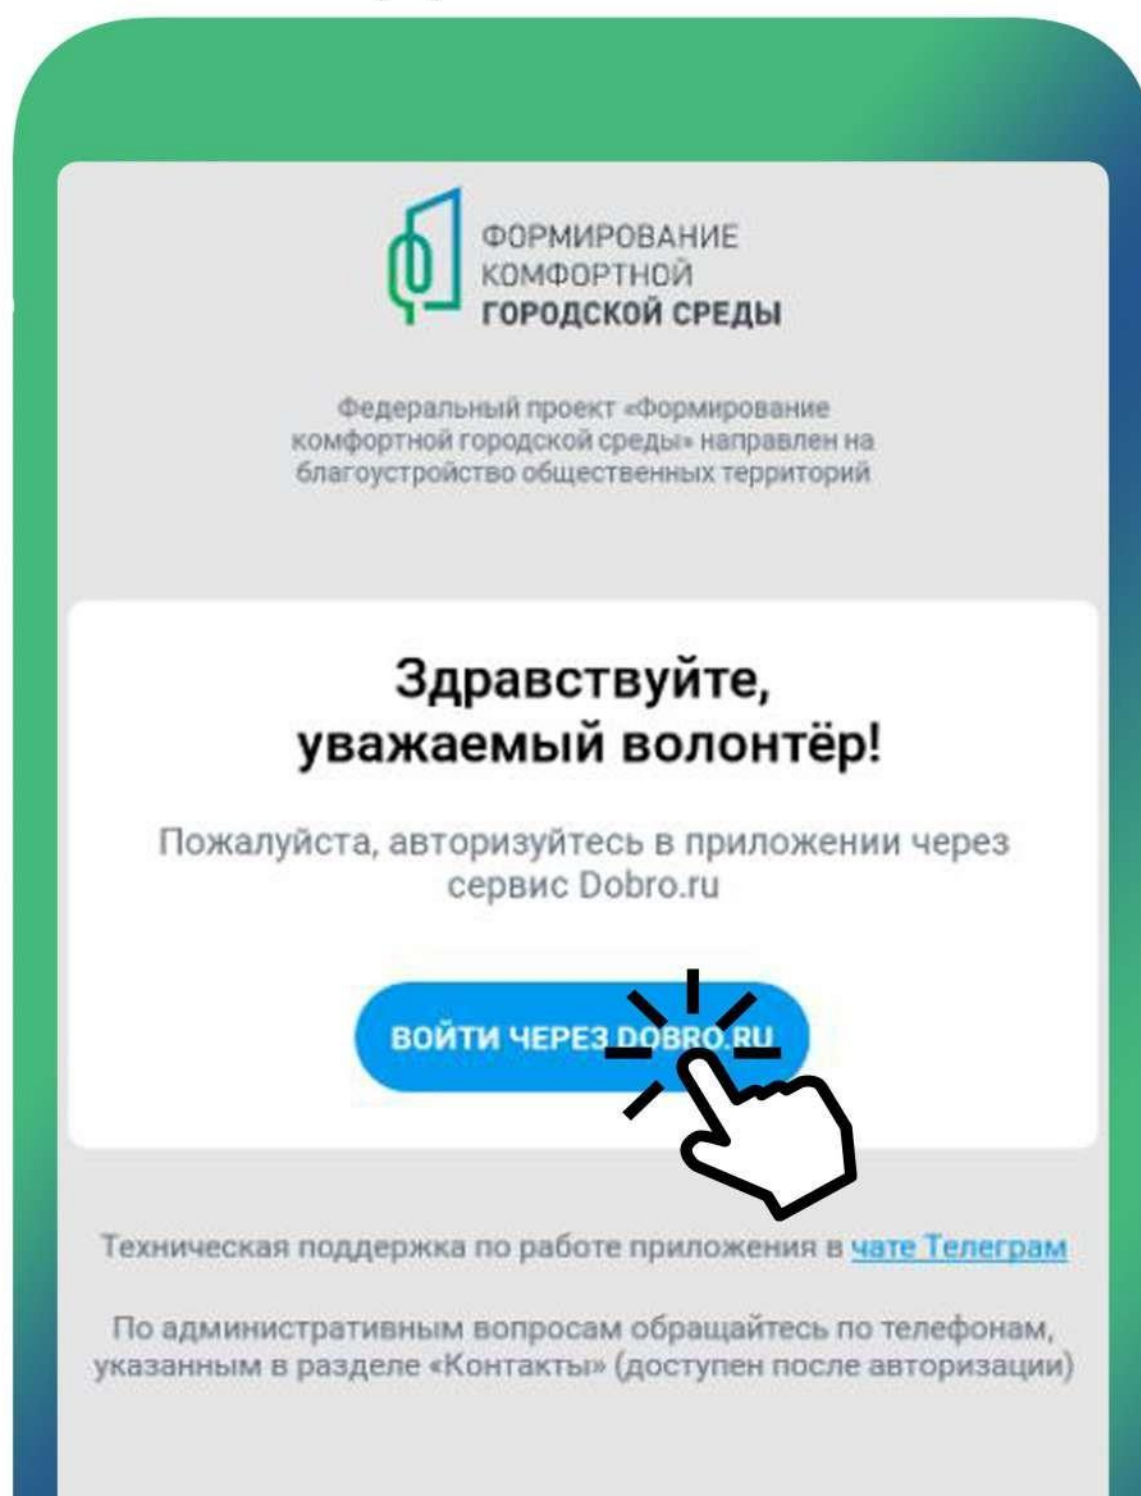 ФОРМИРОВАНИЕ
КОМФОРТНОЙ
ГОРОДСКОЙ СРЕДЫ
Федеральный проект «Формирование
комфортной городской среды» направлен на
благоустройство общественных территорий
Здравствуйте,
уважаемый волонтёр!
Пожалуйста, авторизуйтесь в приложении через
сервис Dobro.ru
ВОЙТИ ЧЕРЕЗ DOBRO.RU
Техническая поддержка по работе приложения в чате Телеграм
По административным вопросам обращайтесь по телефонам,
указанным в разделе «Контакты» (доступен после авторизации)